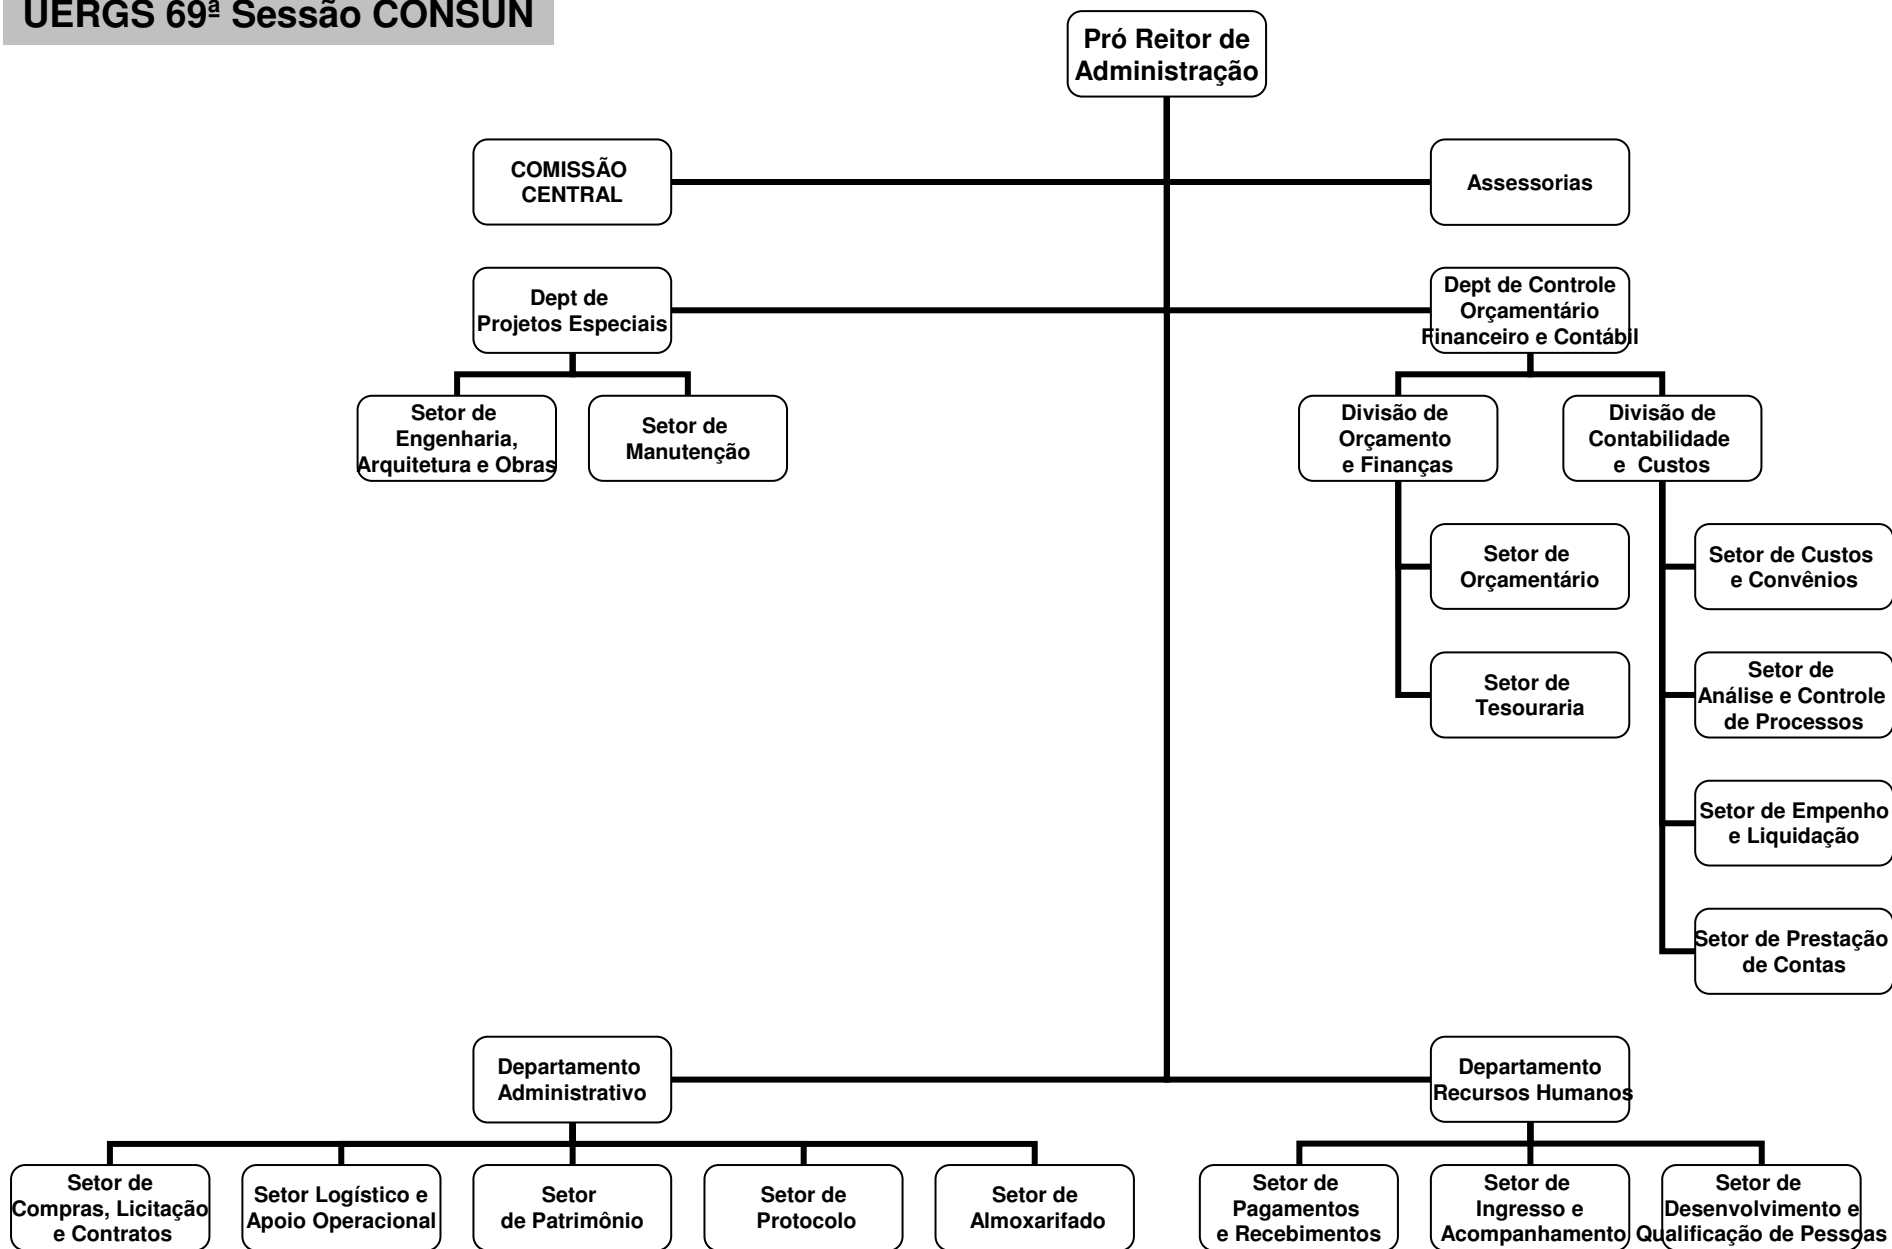 UERGS 69ª Sessão CONSUN
Pró Reitor de
Administração
COMISSÃO
CENTRAL
Assessorias
Dept de
Projetos Especiais
Dept de Controle
Orçamentário
Financeiro e Contábil
Setor de
Engenharia,
Arquitetura e Obras
Setor de
Manutenção
Divisão de
Orçamento
e Finanças
Divisão de
Contabilidade
e  Custos
Setor de
Orçamentário
Setor de Custos
e Convênios
Setor de
Tesouraria
Setor de
Análise e Controle
de Processos
Setor de Empenho
e Liquidação
Setor de Prestação
de Contas
Departamento
Administrativo
Departamento
Recursos Humanos
Setor de
Compras, Licitação
e Contratos
Setor Logístico e
Apoio Operacional
Setor
de Patrimônio
Setor de
Protocolo
Setor de
Almoxarifado
Setor de
Pagamentos
e Recebimentos
Setor de
Ingresso e
Acompanhamento
Setor de
Desenvolvimento e
Qualificação de Pessoas